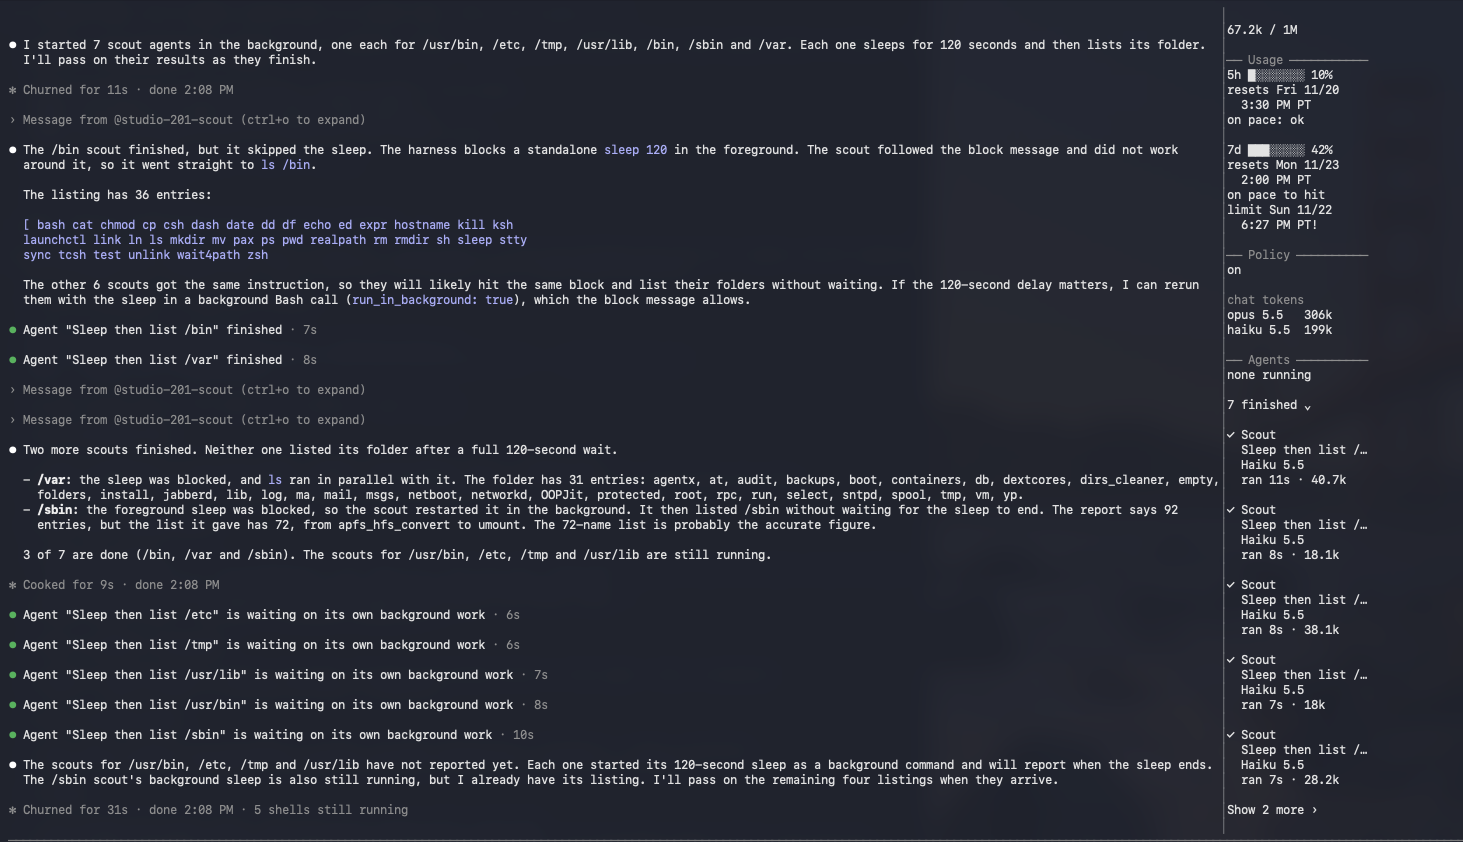 ● I started 7 scout agents in the background, one each for /usr/bin, /etc, /tmp, /usr/lib, /bin, /sbin and /var. Each one sleeps for 120 seconds and then lists its folder.
I'll pass on their results as they finish.
✻ Churned for 11s · done 2:08 PM
› Message from @studio-201-scout (ctrl+o to expand)
● The /bin scout finished, but it skipped the sleep. The harness blocks a standalone sleep 120 in the foreground. The scout followed the block message and did not work
around it, so it went straight to ls /bin.
The listing has 36 entries:
[ bash cat chmod cp csh dash date dd df echo ed expr hostname kill ksh
launchctl link ln ls mkdir mv pax ps pwd realpath rm rmdir sh sleep stty
sync tcsh test unlink wait4path zsh
The other 6 scouts got the same instruction, so they will likely hit the same block and list their folders without waiting. If the 120-second delay matters, I can rerun
them with the sleep in a background Bash call (run_in_background: true), which the block message allows.
● Agent "Sleep then list /bin" finished · 7s
● Agent "Sleep then list /var" finished · 8s
› Message from @studio-201-scout (ctrl+o to expand)
› Message from @studio-201-scout (ctrl+o to expand)
● Two more scouts finished. Neither one listed its folder after a full 120-second wait.
- /var: the sleep was blocked, and ls ran in parallel with it. The folder has 31 entries: agentx, at, audit, backups, boot, containers, db, dextcores, dirs_cleaner, empty,
folders, install, jabberd, lib, log, ma, mail, msgs, netboot, networkd, OOPJit, protected, root, rpc, run, select, sntpd, spool, tmp, vm, yp.
- /sbin: the foreground sleep was blocked, so the scout restarted it in the background. It then listed /sbin without waiting for the sleep to end. The report says 92
entries, but the list it gave has 72, from apfs_hfs_convert to umount. The 72-name list is probably the accurate figure.
3 of 7 are done (/bin, /var and /sbin). The scouts for /usr/bin, /etc, /tmp and /usr/lib are still running.
✻ Cooked for 9s · done 2:08 PM
● Agent "Sleep then list /etc" is waiting on its own background work · 6s
● Agent "Sleep then list /tmp" is waiting on its own background work · 6s
● Agent "Sleep then list /usr/lib" is waiting on its own background work · 7s
● Agent "Sleep then list /usr/bin" is waiting on its own background work · 8s
● Agent "Sleep then list /sbin" is waiting on its own background work · 10s
● The scouts for /usr/bin, /etc, /tmp and /usr/lib have not reported yet. Each one started its 120-second sleep as a background command and will report when the sleep ends.
The /sbin scout's background sleep is also still running, but I already have its listing. I'll pass on the remaining four listings when they arrive.
✻ Churned for 31s · done 2:08 PM · 5 shells still running
67.2k / 1M
Usage
5h 10%
resets Fri 11/20
3:30 PM PT
on pace: ok
7d 42%
resets Mon 11/23
2:00 PM PT
on pace to hit
limit Sun 11/22
6:27 PM PT!
Policy
on
chat tokens
opus 5.5 306k
haiku 5.5 199k
Agents
none running
7 finished ⌄
✓ Scout
Sleep then list /…
Haiku 5.5
ran 11s · 40.7k
✓ Scout
Sleep then list /…
Haiku 5.5
ran 8s · 18.1k
✓ Scout
Sleep then list /…
Haiku 5.5
ran 8s · 38.1k
✓ Scout
Sleep then list /…
Haiku 5.5
ran 7s · 18k
✓ Scout
Sleep then list /…
Haiku 5.5
ran 7s · 28.2k
Show 2 more ›